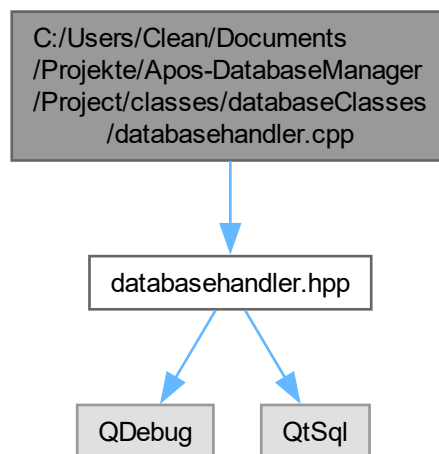 C:/Users/Clean/Documents
/Projekte/Apos-DatabaseManager
/Project/classes/databaseClasses
/databasehandler.cpp
databasehandler.hpp
QDebug
QtSql